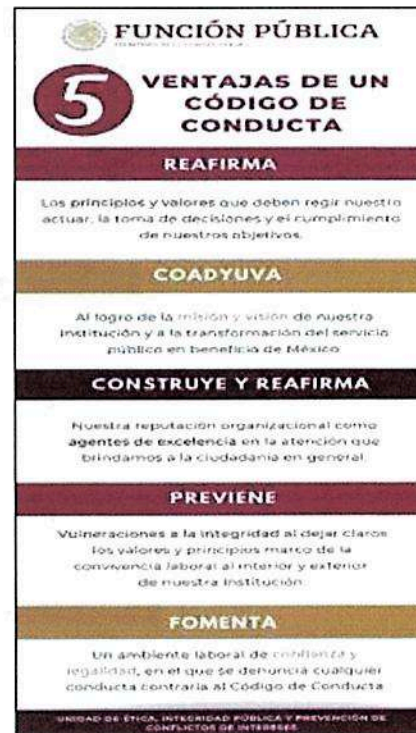 FUNCIÓN PÚBLICA
5
VENTAJAS DE UN
CÓDIGO DE
CONDUCTA
REAFIRMA
Los principios y valores que deben regir nuestro
actuar, la toma de decisiones y el cumplimiento
de nuestros objetivos.
COADYUVA
Al logro de la misión y visión de nuestra
institución y a la transformación del servicio
público en beneficio de México
CONSTRUYE Y REAFIRMA
Nuestra reputación organizacional como
agentes de excelencia en la atención que
brindamos a la ciudadanía en general.
PREVIENE
Vulneraciones a la integridad al dejar claros
los valores y principios marco de la
convivencia laboral al interior y exterior
de nuestra institución.
FOMENTA
Un ambiente laboral de confianza y
legalidad, en el que se denuncia cualquier
conducta contraria al Código de Conducta
UNIDAD DE ÉTICA, INTEGRIDAD PÚBLICA Y PREVENCIÓN DE
CONFLICTOS DE INTERESES